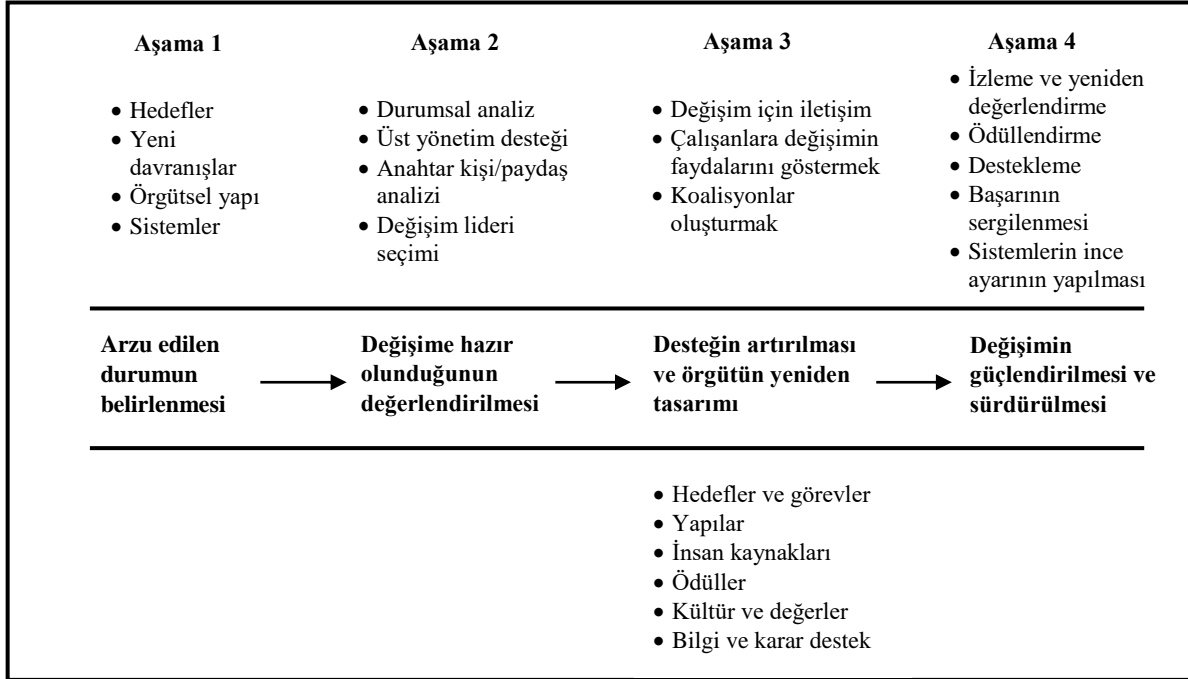 Aşama 1
• Hedefler
• Yeni
davranışlar
• Örgütsel yapı
• Sistemler
Aşama 2
• Durumsal analiz
• Üst yönetim desteği
• Anahtar kişi/paydaş
analizi
• Değişim lideri
seçimi
Aşama 3
• Değişim için iletişim
• Çalışanlara değişimin
faydalarını göstermek
• Koalisyonlar
oluşturmak
Aşama 4
• İzleme ve yeniden
değerlendirme
• Ödüllendirme
• Destekleme
• Başarının
sergilenmesi
• Sistemlerin ince
ayarının yapılması
Arzu edilen
durumun
belirlenmesi
Değişime hazır
olunduğunun
değerlendirilmesi
Desteğin artırılması
ve örgütün yeniden
tasarımı
Değişimin
güçlendirilmesi ve
sürdürülmesi
• Hedefler ve görevler
• Yapılar
• İnsan kaynakları
• Ödüller
• Kültür ve değerler
• Bilgi ve karar destek